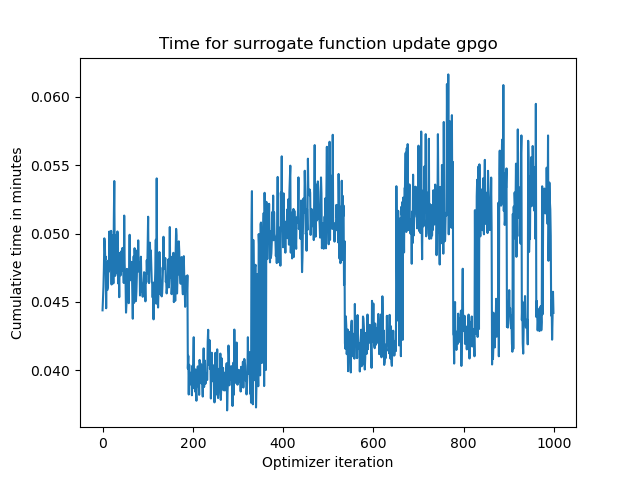 Time for surrogate function update gpgo
0.060
0.055
0.050
0.045
0.040
Cumulative time in minutes
0 200 400 600 800 1000
Optimizer iteration